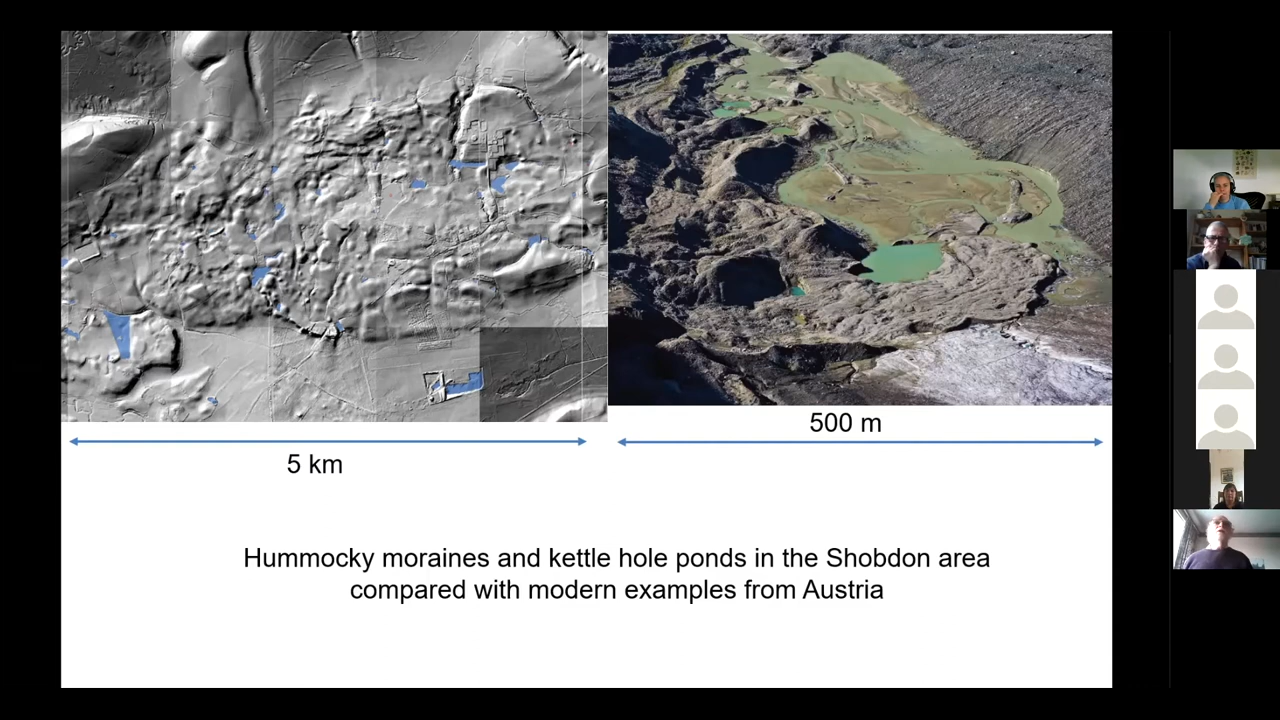 500 m
5 km
Hummocky moraines and kettle hole ponds in the Shobdon area
compared with modern examples from Austria